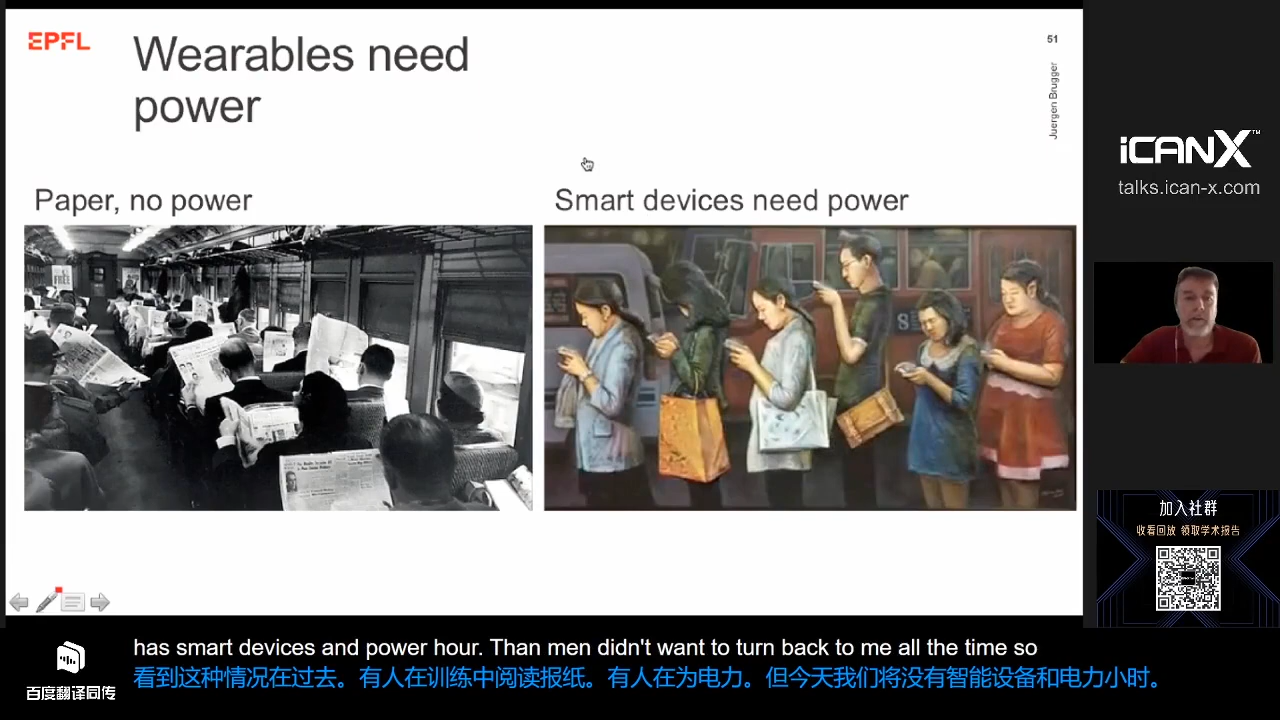 EPFL
Wearables need
power
51
Juergen Brugger
Paper, no power
Smart devices need power
FREE
iCANX™
talks.ican-x.com
加入社群
收看回放 领取学术报告
has smart devices and power hour. Than men didn't want to turn back to me all the time so
看到这种情况在过去。有人在训练中阅读报纸。有人在为电力。但今天我们将没有智能设备和电力小时。
百度翻译同传